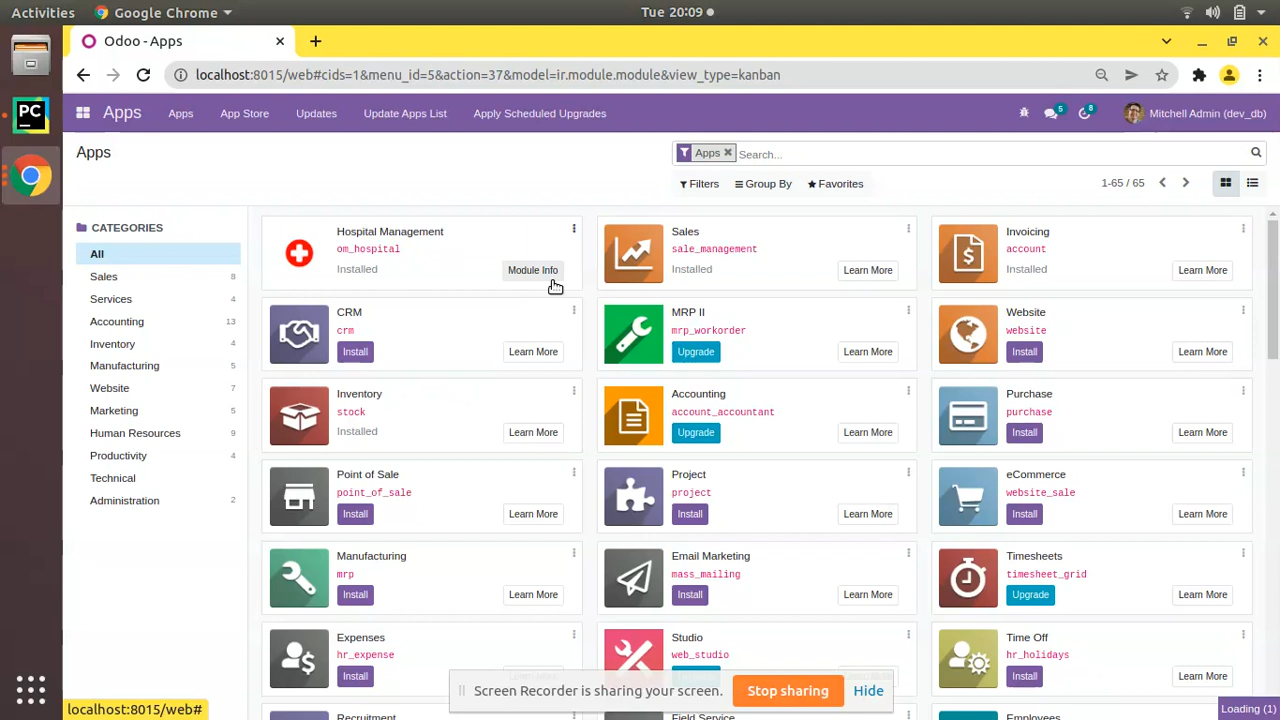 Activities Google Chrome Tue 20:09
Odoo - Apps
localhost:8015/web#cids=1&menu_id=5&action=37&model=ir.module.module&view_type=kanban
Apps Apps App Store Updates Update Apps List Apply Scheduled Upgrades 5 8 Mitchell Admin (dev_db)
Apps
Apps Search...
Filters Group By Favorites 1-65 / 65
CATEGORIES
All
Sales 8
Services 4
Accounting 13
Inventory 4
Manufacturing 5
Website 7
Marketing 5
Human Resources 9
Productivity 4
Technical
Administration 2
Hospital Management
om_hospital
Installed Module Info
Sales
sale_management
Installed Learn More
Invoicing
account
Installed Learn More
CRM
crm
Install Learn More
MRP II
mrp_workorder
Upgrade Learn More
Website
website
Install Learn More
Inventory
stock
Installed Learn More
Accounting
account_accountant
Upgrade Learn More
Purchase
purchase
Install Learn More
Point of Sale
point_of_sale
Install Learn More
Project
project
Install Learn More
eCommerce
website_sale
Install Learn More
Manufacturing
mrp
Install Learn More
Email Marketing
mass_mailing
Install Learn More
Timesheets
timesheet_grid
Upgrade Learn More
Expenses
hr_expense
Install
Studio
web_studio
Time Off
hr_holidays
Install Learn More
Recruitment
Field Service
Employees
PC
Screen Recorder is sharing your screen. Stop sharing Hide
localhost:8015/web#
Loading (1)